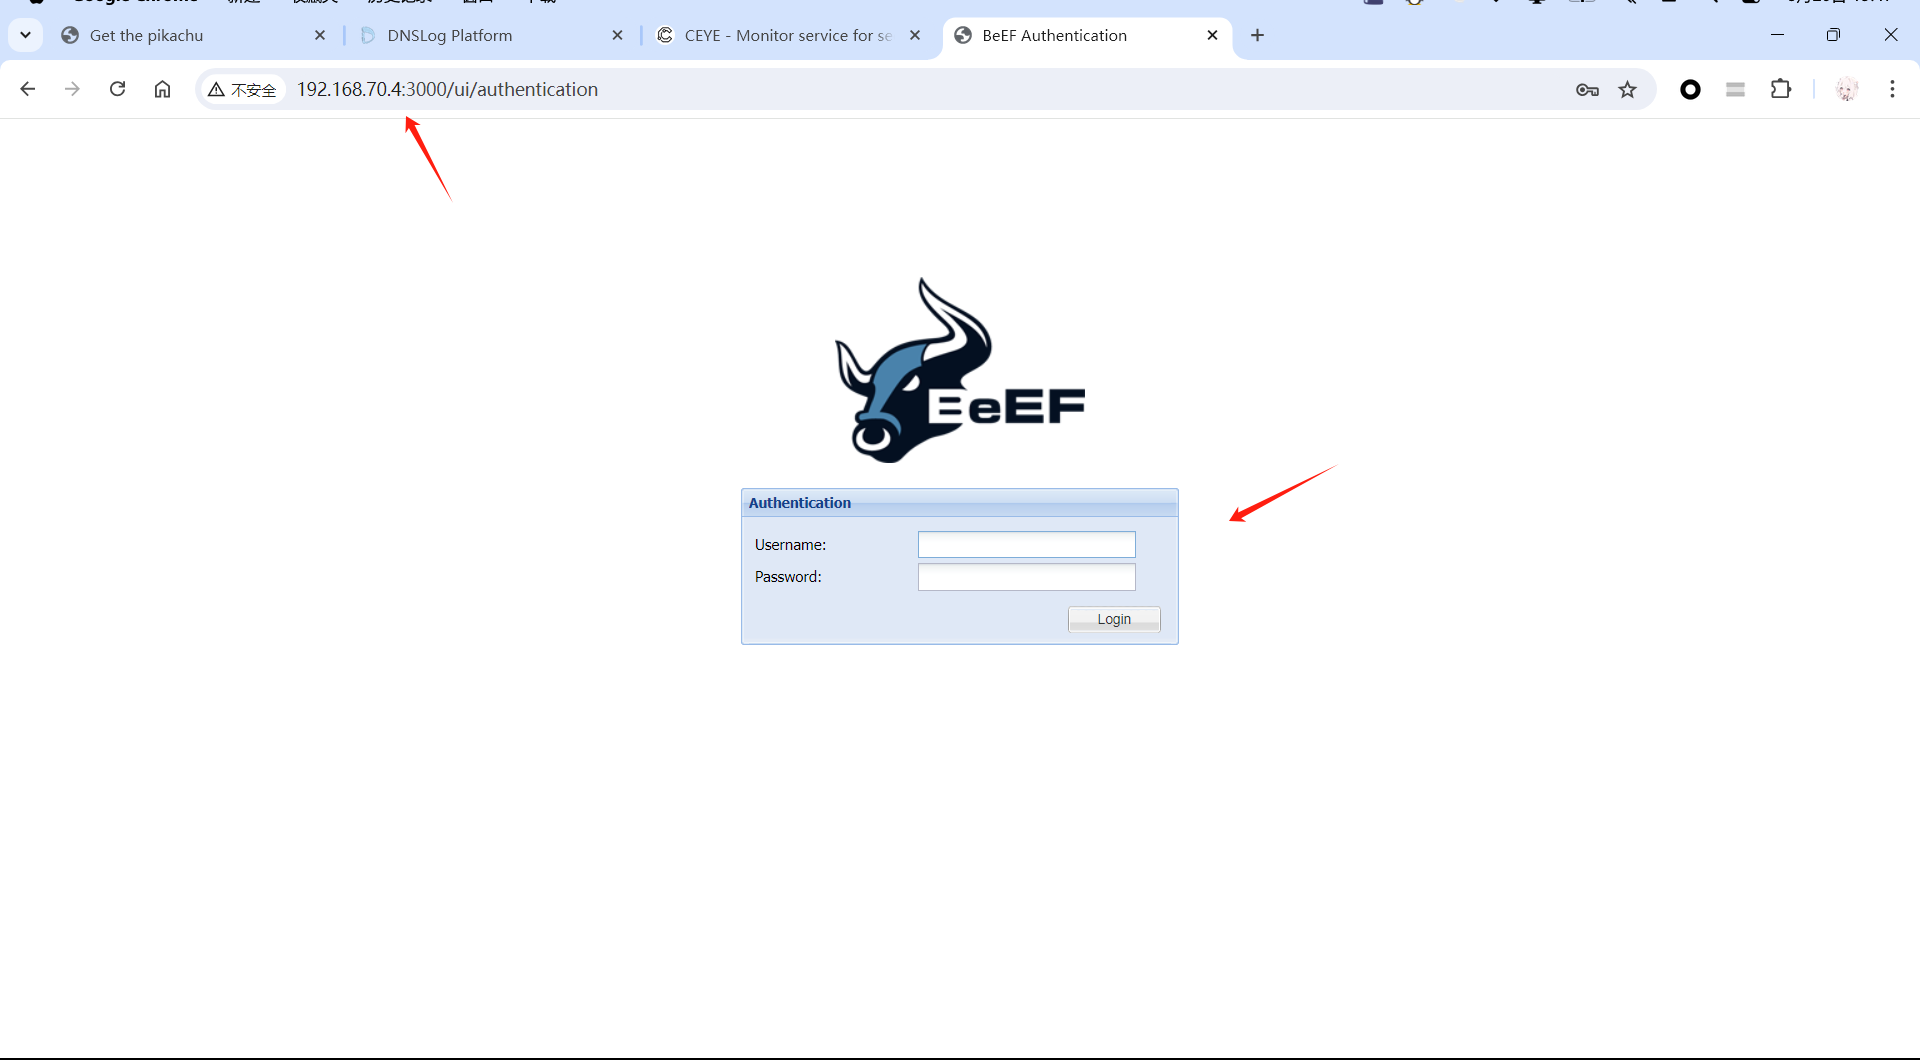 Get the pikachu
DNSLog Platform
CEYE - Monitor service for se
BeEF Authentication
不安全
192.168.70.4:3000/ui/authentication
BeEF
Authentication
Username:
Password:
Login